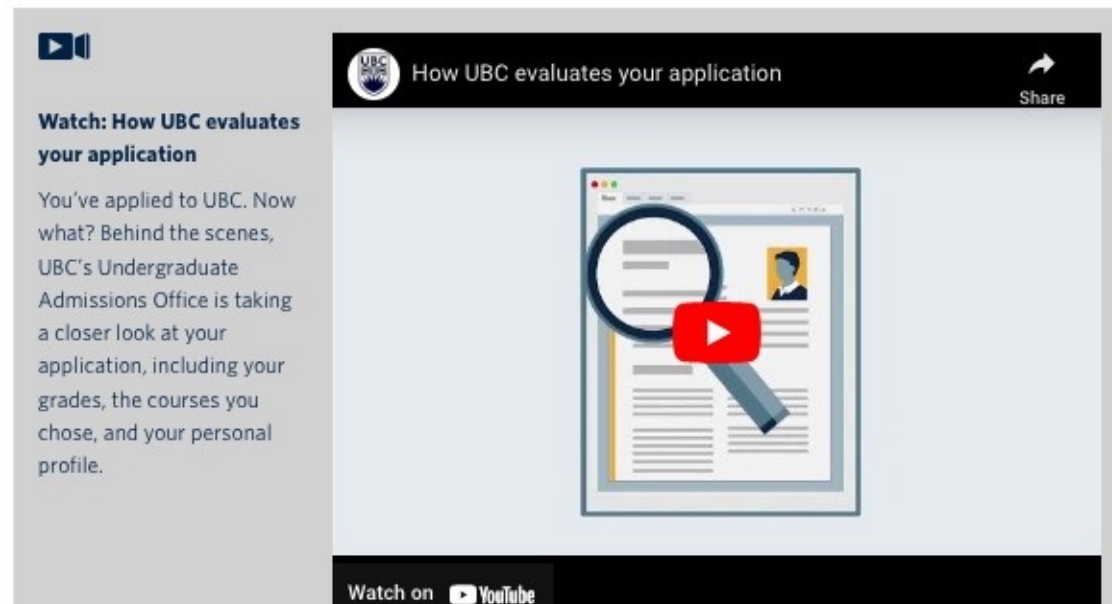 Watch: How UBC evaluates
your application
You've applied to UBC. Now
what? Behind the scenes,
UBC's Undergraduate
Admissions Office is taking
a closer look at your
application, including your
grades, the courses you
chose, and your personal
profile.
UBC
How UBC evaluates your application
Share
Watch on YouTube